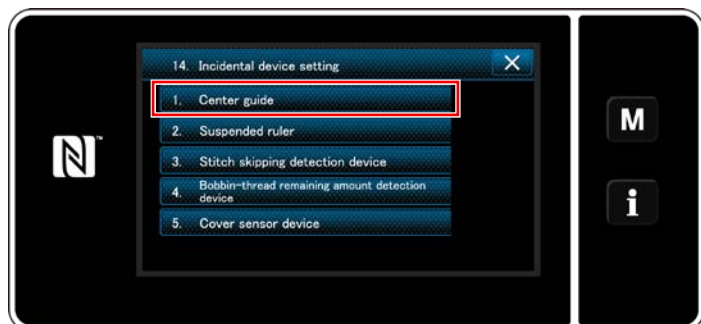 14. Incidental device setting
1. Center guide
2. Suspended ruler
3. Stitch skipping detection device
4. Bobbin-thread remaining amount detection
device
5. Cover sensor device
M
i